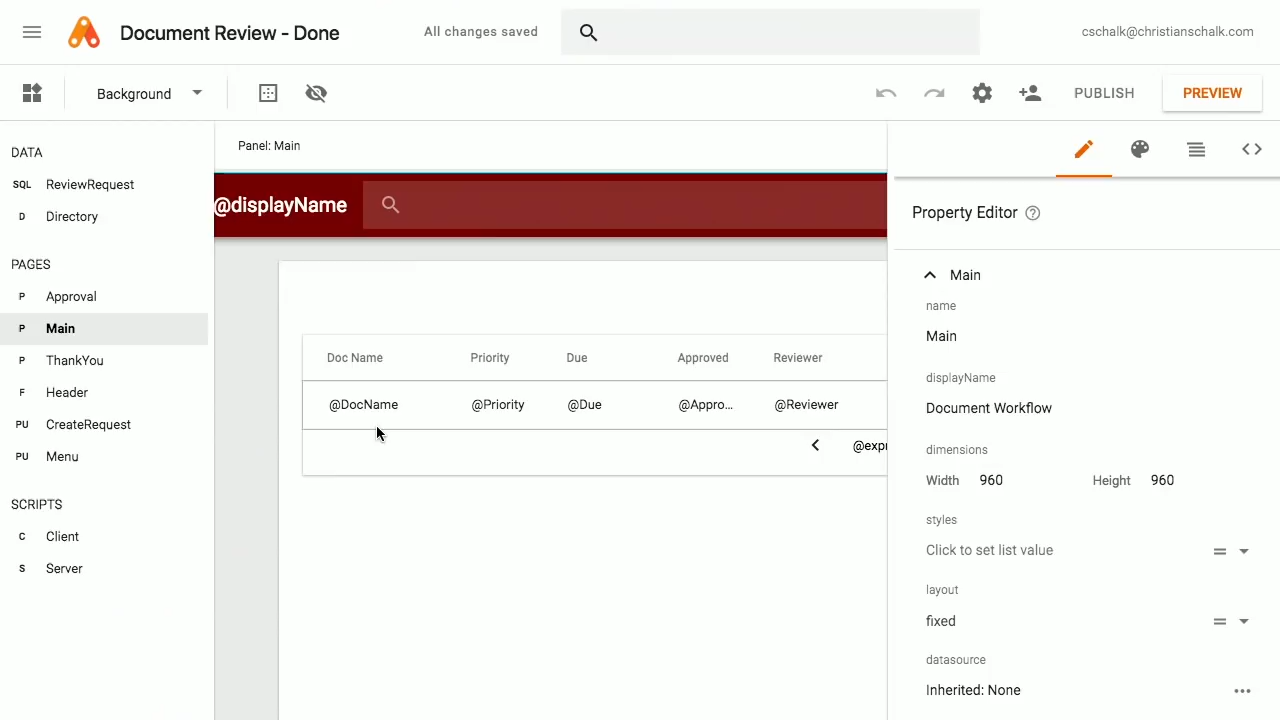 Document Review - Done
All changes saved
cschalk@christianschalk.com
Background
PUBLISH
PREVIEW
DATA
SQL ReviewRequest
D Directory
PAGES
P Approval
P Main
P ThankYou
F Header
PU CreateRequest
PU Menu
SCRIPTS
C Client
S Server
Panel: Main
@displayName
Doc Name Priority Due Approved Reviewer
@DocName @Priority @Due @Appro... @Reviewer
@expr
Property Editor
Main
name
Main
displayName
Document Workflow
dimensions
Width 960 Height 960
styles
Click to set list value
layout
fixed
datasource
Inherited: None